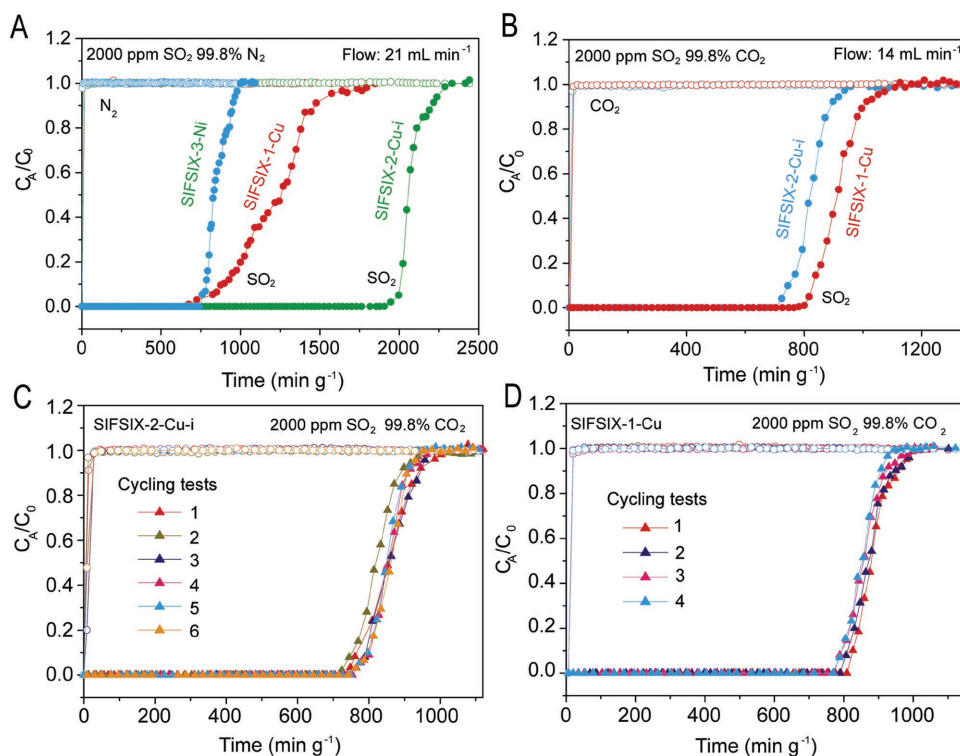 A
2000 ppm SO₂ 99.8% N₂
Flow: 21 mL min⁻¹
N₂
SIFSIX-3-Ni
SIFSIX-1-Cu
SIFSIX-2-Cu-i
SO₂
SO₂
C_A/C₀
1.2
1.0
0.8
0.6
0.4
0.2
0.0
0
500
1000
1500
2000
2500
Time (min g⁻¹)
B
2000 ppm SO₂ 99.8% CO₂
Flow: 14 mL min⁻¹
CO₂
SIFSIX-2-Cu-i
SIFSIX-1-Cu
SO₂
C_A/C₀
1.2
1.0
0.8
0.6
0.4
0.2
0.0
0
400
800
1200
Time (min g⁻¹)
C
SIFSIX-2-Cu-i
2000 ppm SO₂ 99.8% CO₂
Cycling tests
1
2
3
4
5
6
C_A/C₀
1.2
1.0
0.8
0.6
0.4
0.2
0.0
0
200
400
600
800
1000
Time (min g⁻¹)
D
SIFSIX-1-Cu
2000 ppm SO₂ 99.8% CO₂
Cycling tests
1
2
3
4
C_A/C₀
1.2
1.0
0.8
0.6
0.4
0.2
0.0
0
200
400
600
800
1000
Time (min g⁻¹)